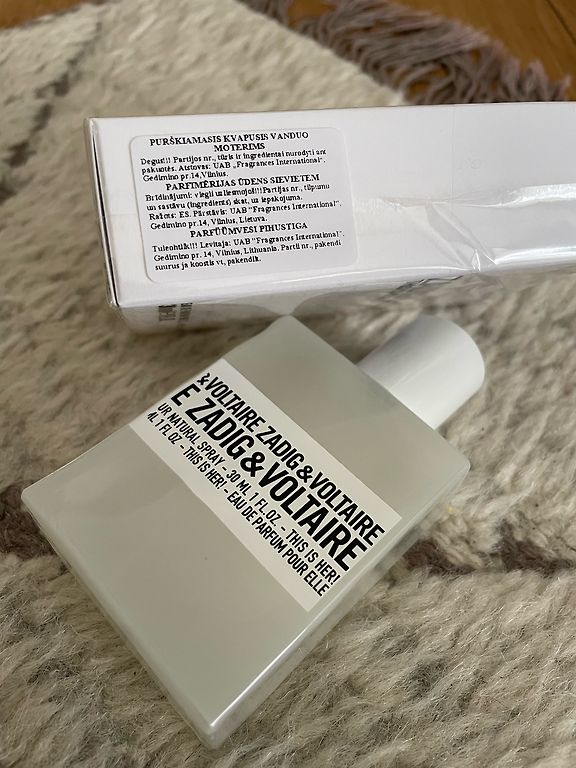 PURŠKIAMASIS KVAPUSIS VANDUO
MOTERIMS
Degus!!! Partijos nr., tūris ir ingredientai nurodyti ant
pakuotės. Atstovas: UAB „Fragrances International".
Gedimino pr.14, Vilnius.
PARFIMĒRIJAS ŪDENS SIEVIETEM
Brīdinājumi: viegli uzliesmojoš!!! Partijas nr., tilpumu
un sastāvu (ingredients) skat. uz iepakojuma.
Ražots: ES. Pārstāvis: UAB "Fragrances International".
Gedimino pr. 14, Vilnius, Lietuva.
PARFÜÜMVESI PIHUSTIGA
Tuleohtlik!!! Levitaja: UAB "Fragrances International".
Gedimino pr. 14, Vilnius, Lithuania. Partii nr., pakendi
suurus ja koostis vt. pakendilt.
&VOLTAIRE ZADIG & VOLTAIRE
E ZADIG & VOLTAIRE
UR NATURAL SPRAY – 30 ML 1 FL.OZ. – THIS IS HER!
ML 1 FL.OZ – THIS IS HER! – EAU DE PARFUM POUR ELLE